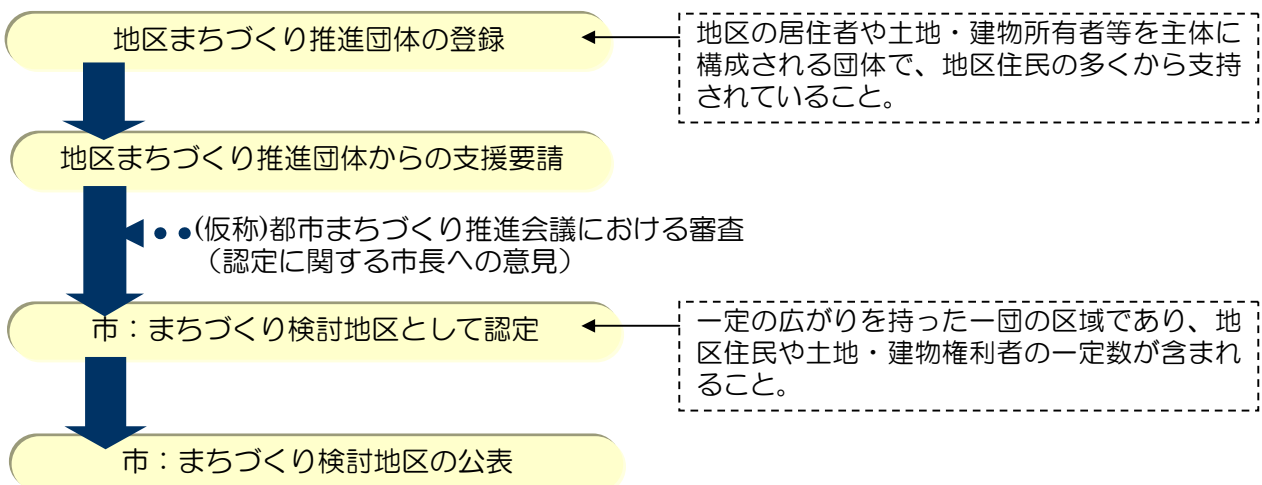 地区まちづくり推進団体の登録
地区の居住者や土地・建物所有者等を主体に
構成される団体で、地区住民の多くから支持
されていること。
地区まちづくり推進団体からの支援要請
(仮称)都市まちづくり推進会議における審査
（認定に関する市長への意見）
市：まちづくり検討地区として認定
一定の広がりを持った一団の区域であり、地
区住民や土地・建物権利者の一定数が含まれ
ること。
市：まちづくり検討地区の公表